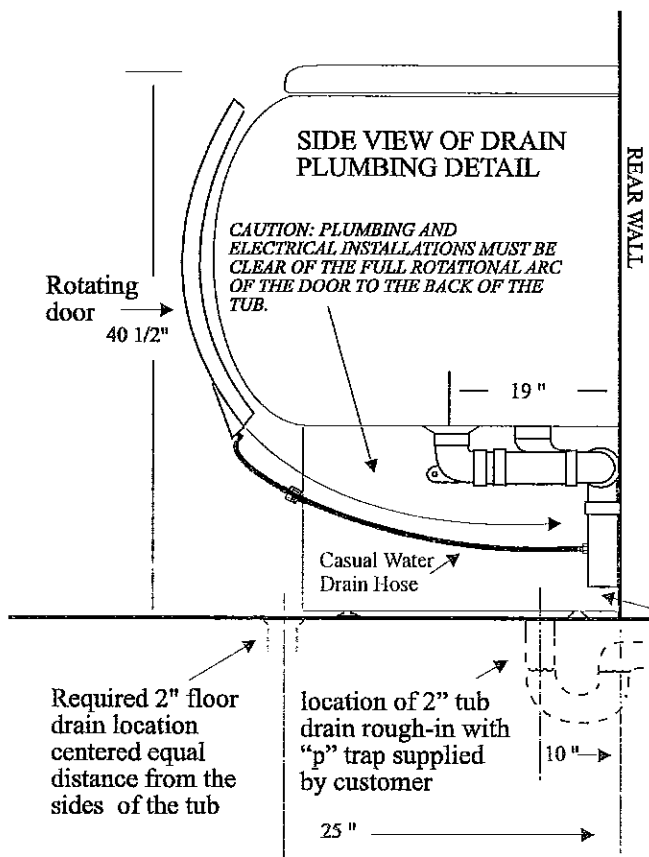 SIDE VIEW OF DRAIN
PLUMBING DETAIL
REAR WALL
CAUTION: PLUMBING AND
ELECTRICAL INSTALLATIONS MUST BE
CLEAR OF THE FULL ROTATIONAL ARC
OF THE DOOR TO THE BACK OF THE
TUB.
Rotating
door
40 1/2"
19 "
Casual Water
Drain Hose
Required 2" floor
drain location
centered equal
distance from the
sides of the tub
location of 2" tub
drain rough-in with
"p" trap supplied
by customer
10 "
25 "